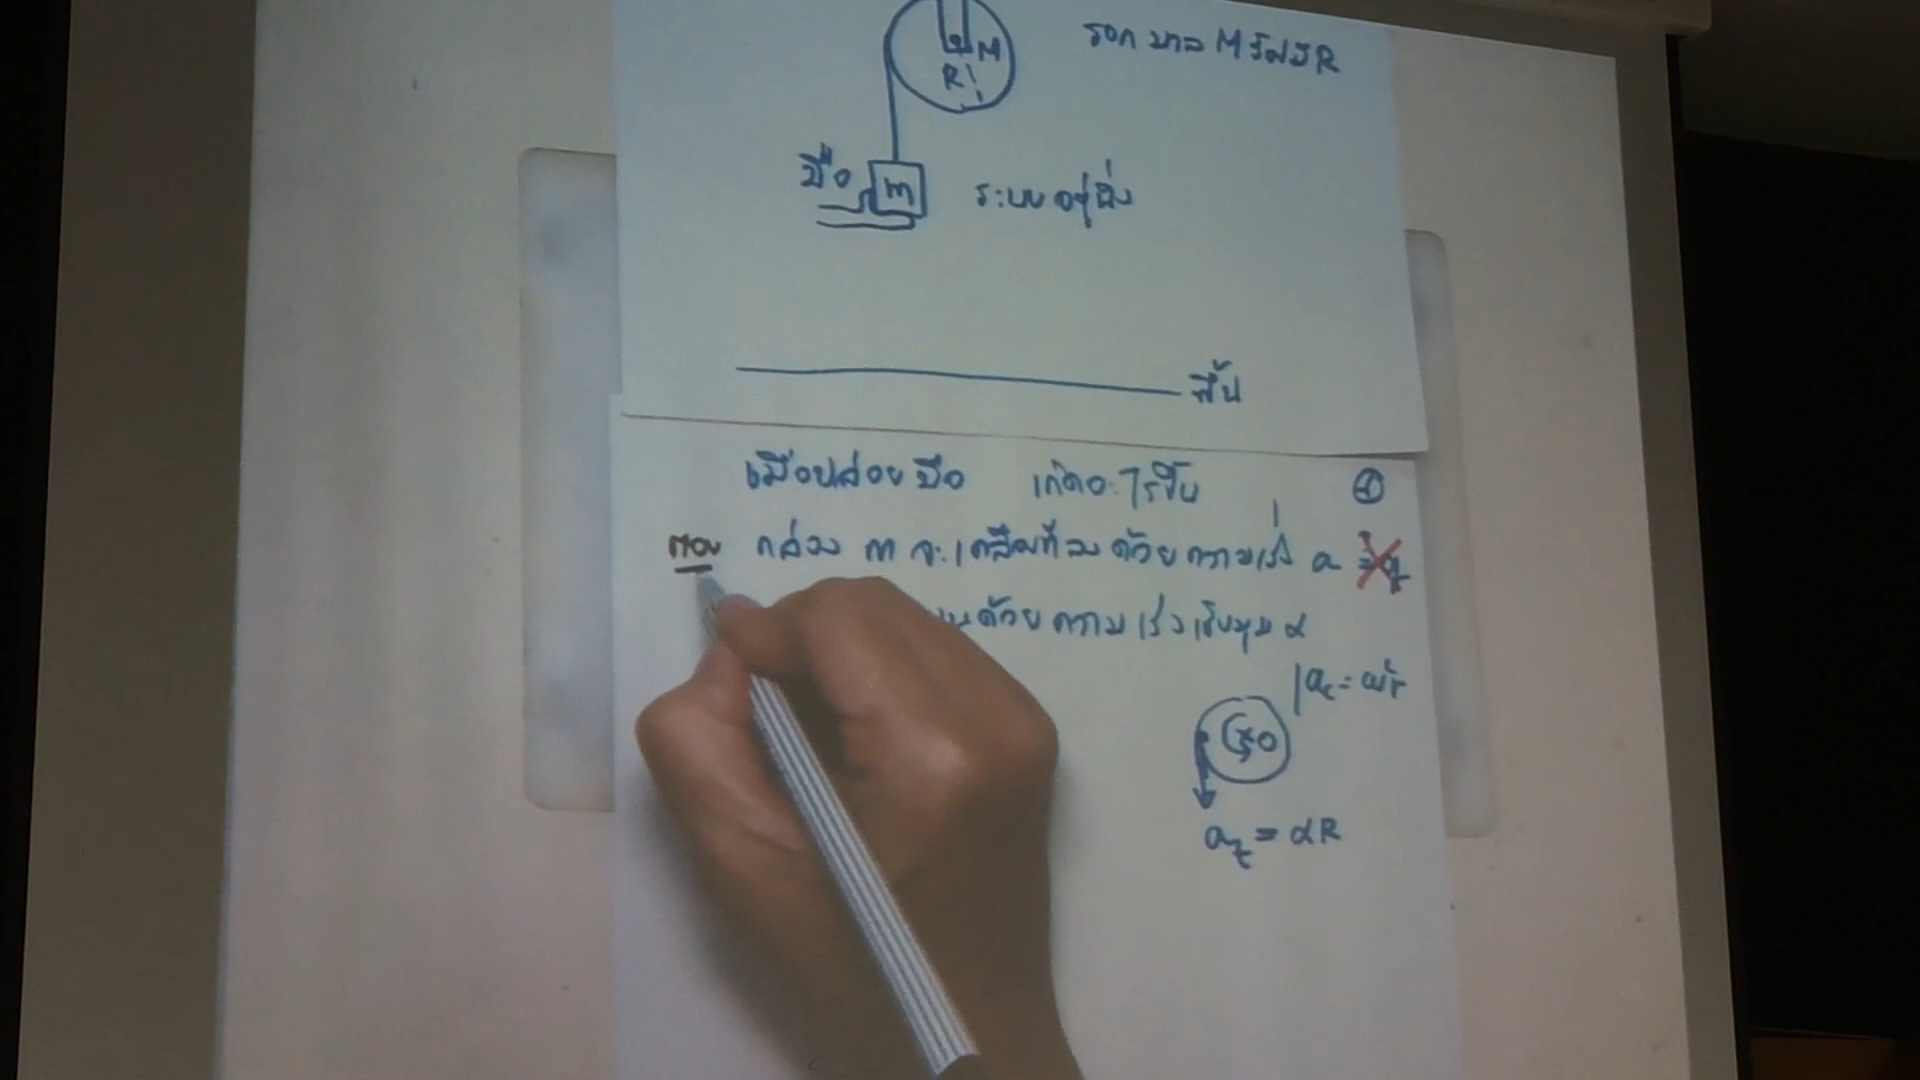 รอก มวล M รัศมี R
M
R
มือ
m
ระบบอยู่นิ่ง
พื้น
เมื่อปล่อยมือ เกิดอะไรขึ้น
ตอบ กล่อง m จะเคลื่อนที่ลงด้วยความเร่ง a
ด้วยความเร่งเชิงมุม α
a_c = ω²r
a_t = αR